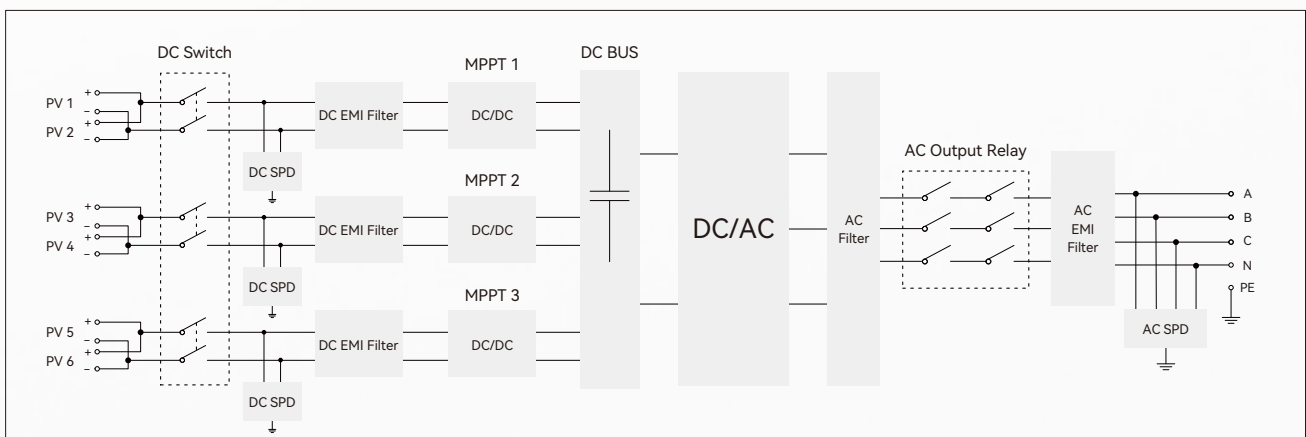 DC Switch
DC BUS
MPPT 1
PV 1
+
−
PV 2
+
−
DC EMI Filter
DC/DC
DC SPD
MPPT 2
PV 3
+
−
PV 4
+
−
DC EMI Filter
DC/DC
DC SPD
MPPT 3
PV 5
+
−
PV 6
+
−
DC EMI Filter
DC/DC
DC SPD
DC/AC
AC
Filter
AC Output Relay
AC
EMI
Filter
A
B
C
N
PE
AC SPD